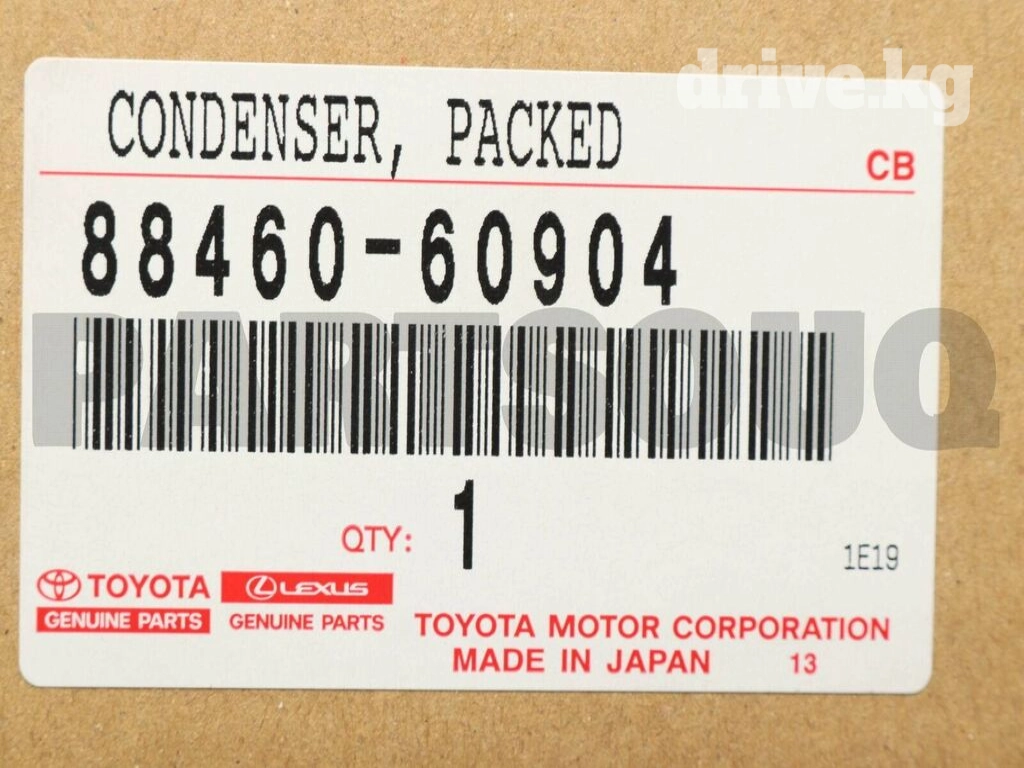 drive.kg
CONDENSER, PACKED
CB
88460-60904
PARTSOUQ
QTY: 1
1E19
TOYOTA LEXUS
GENUINE PARTS GENUINE PARTS
TOYOTA MOTOR CORPORATION
MADE IN JAPAN 13